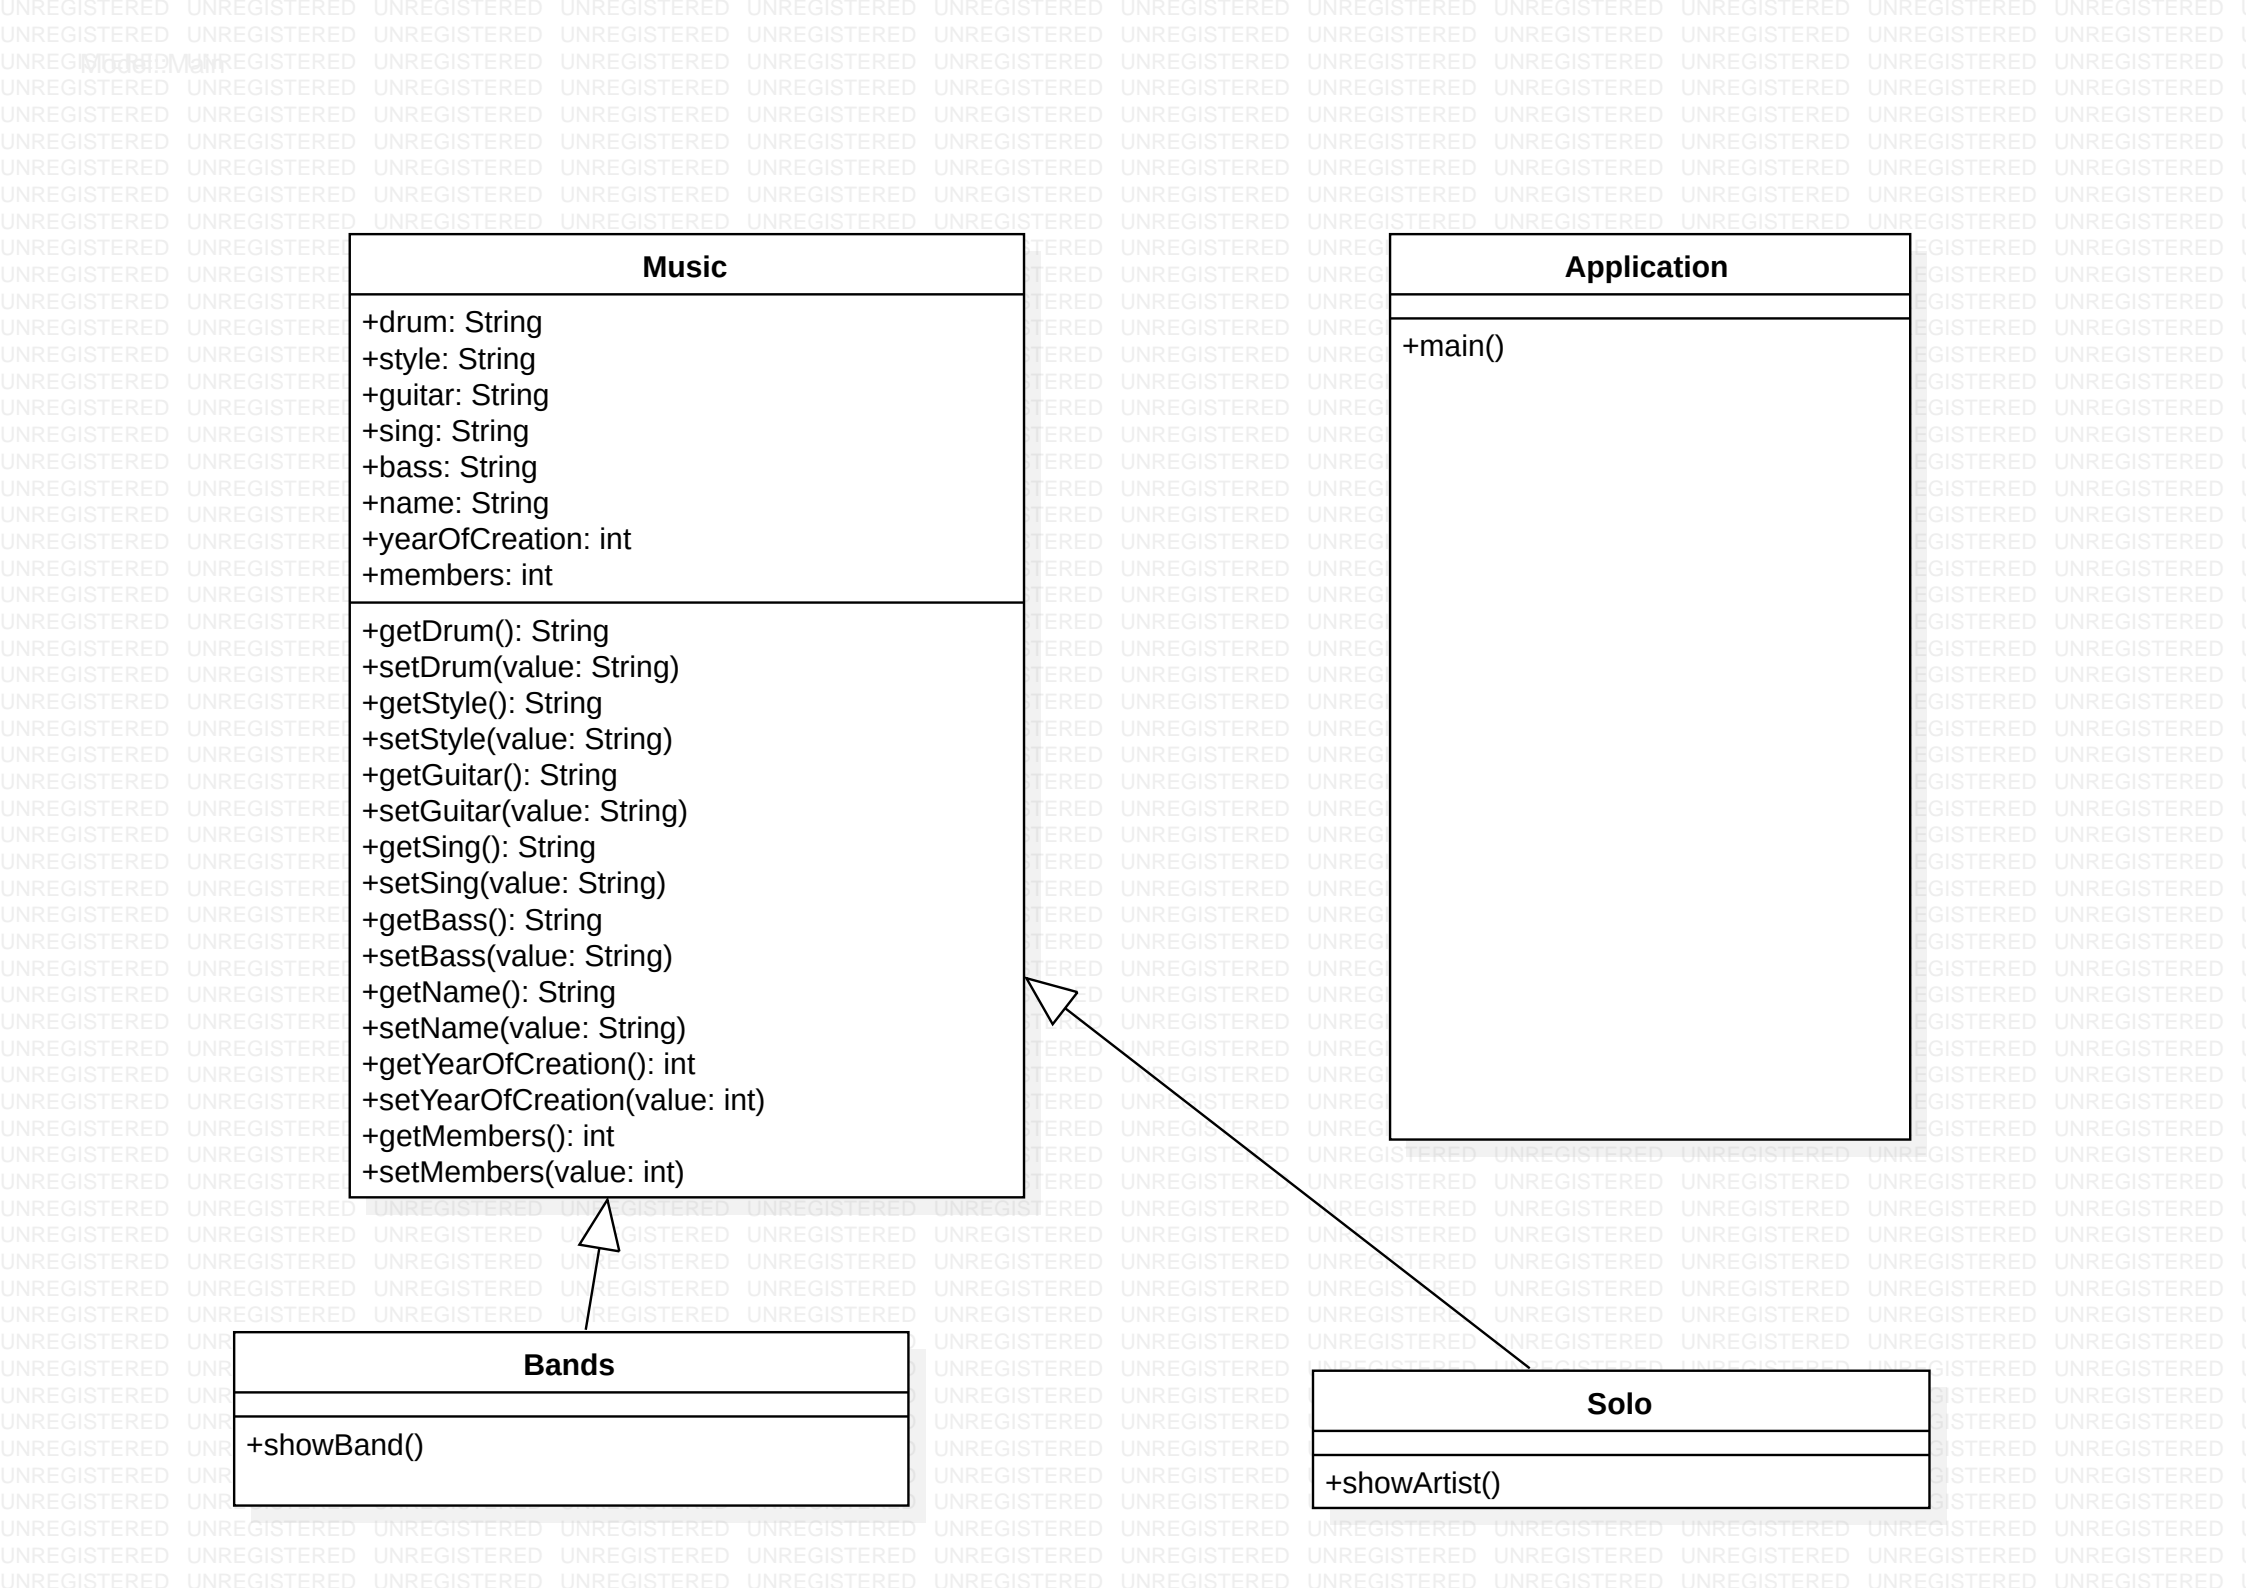 Model::Main
Music
+drum: String
+style: String
+guitar: String
+sing: String
+bass: String
+name: String
+yearOfCreation: int
+members: int
+getDrum(): String
+setDrum(value: String)
+getStyle(): String
+setStyle(value: String)
+getGuitar(): String
+setGuitar(value: String)
+getSing(): String
+setSing(value: String)
+getBass(): String
+setBass(value: String)
+getName(): String
+setName(value: String)
+getYearOfCreation(): int
+setYearOfCreation(value: int)
+getMembers(): int
+setMembers(value: int)
Application
+main()
Bands
+showBand()
Solo
+showArtist()
UNREGISTERED